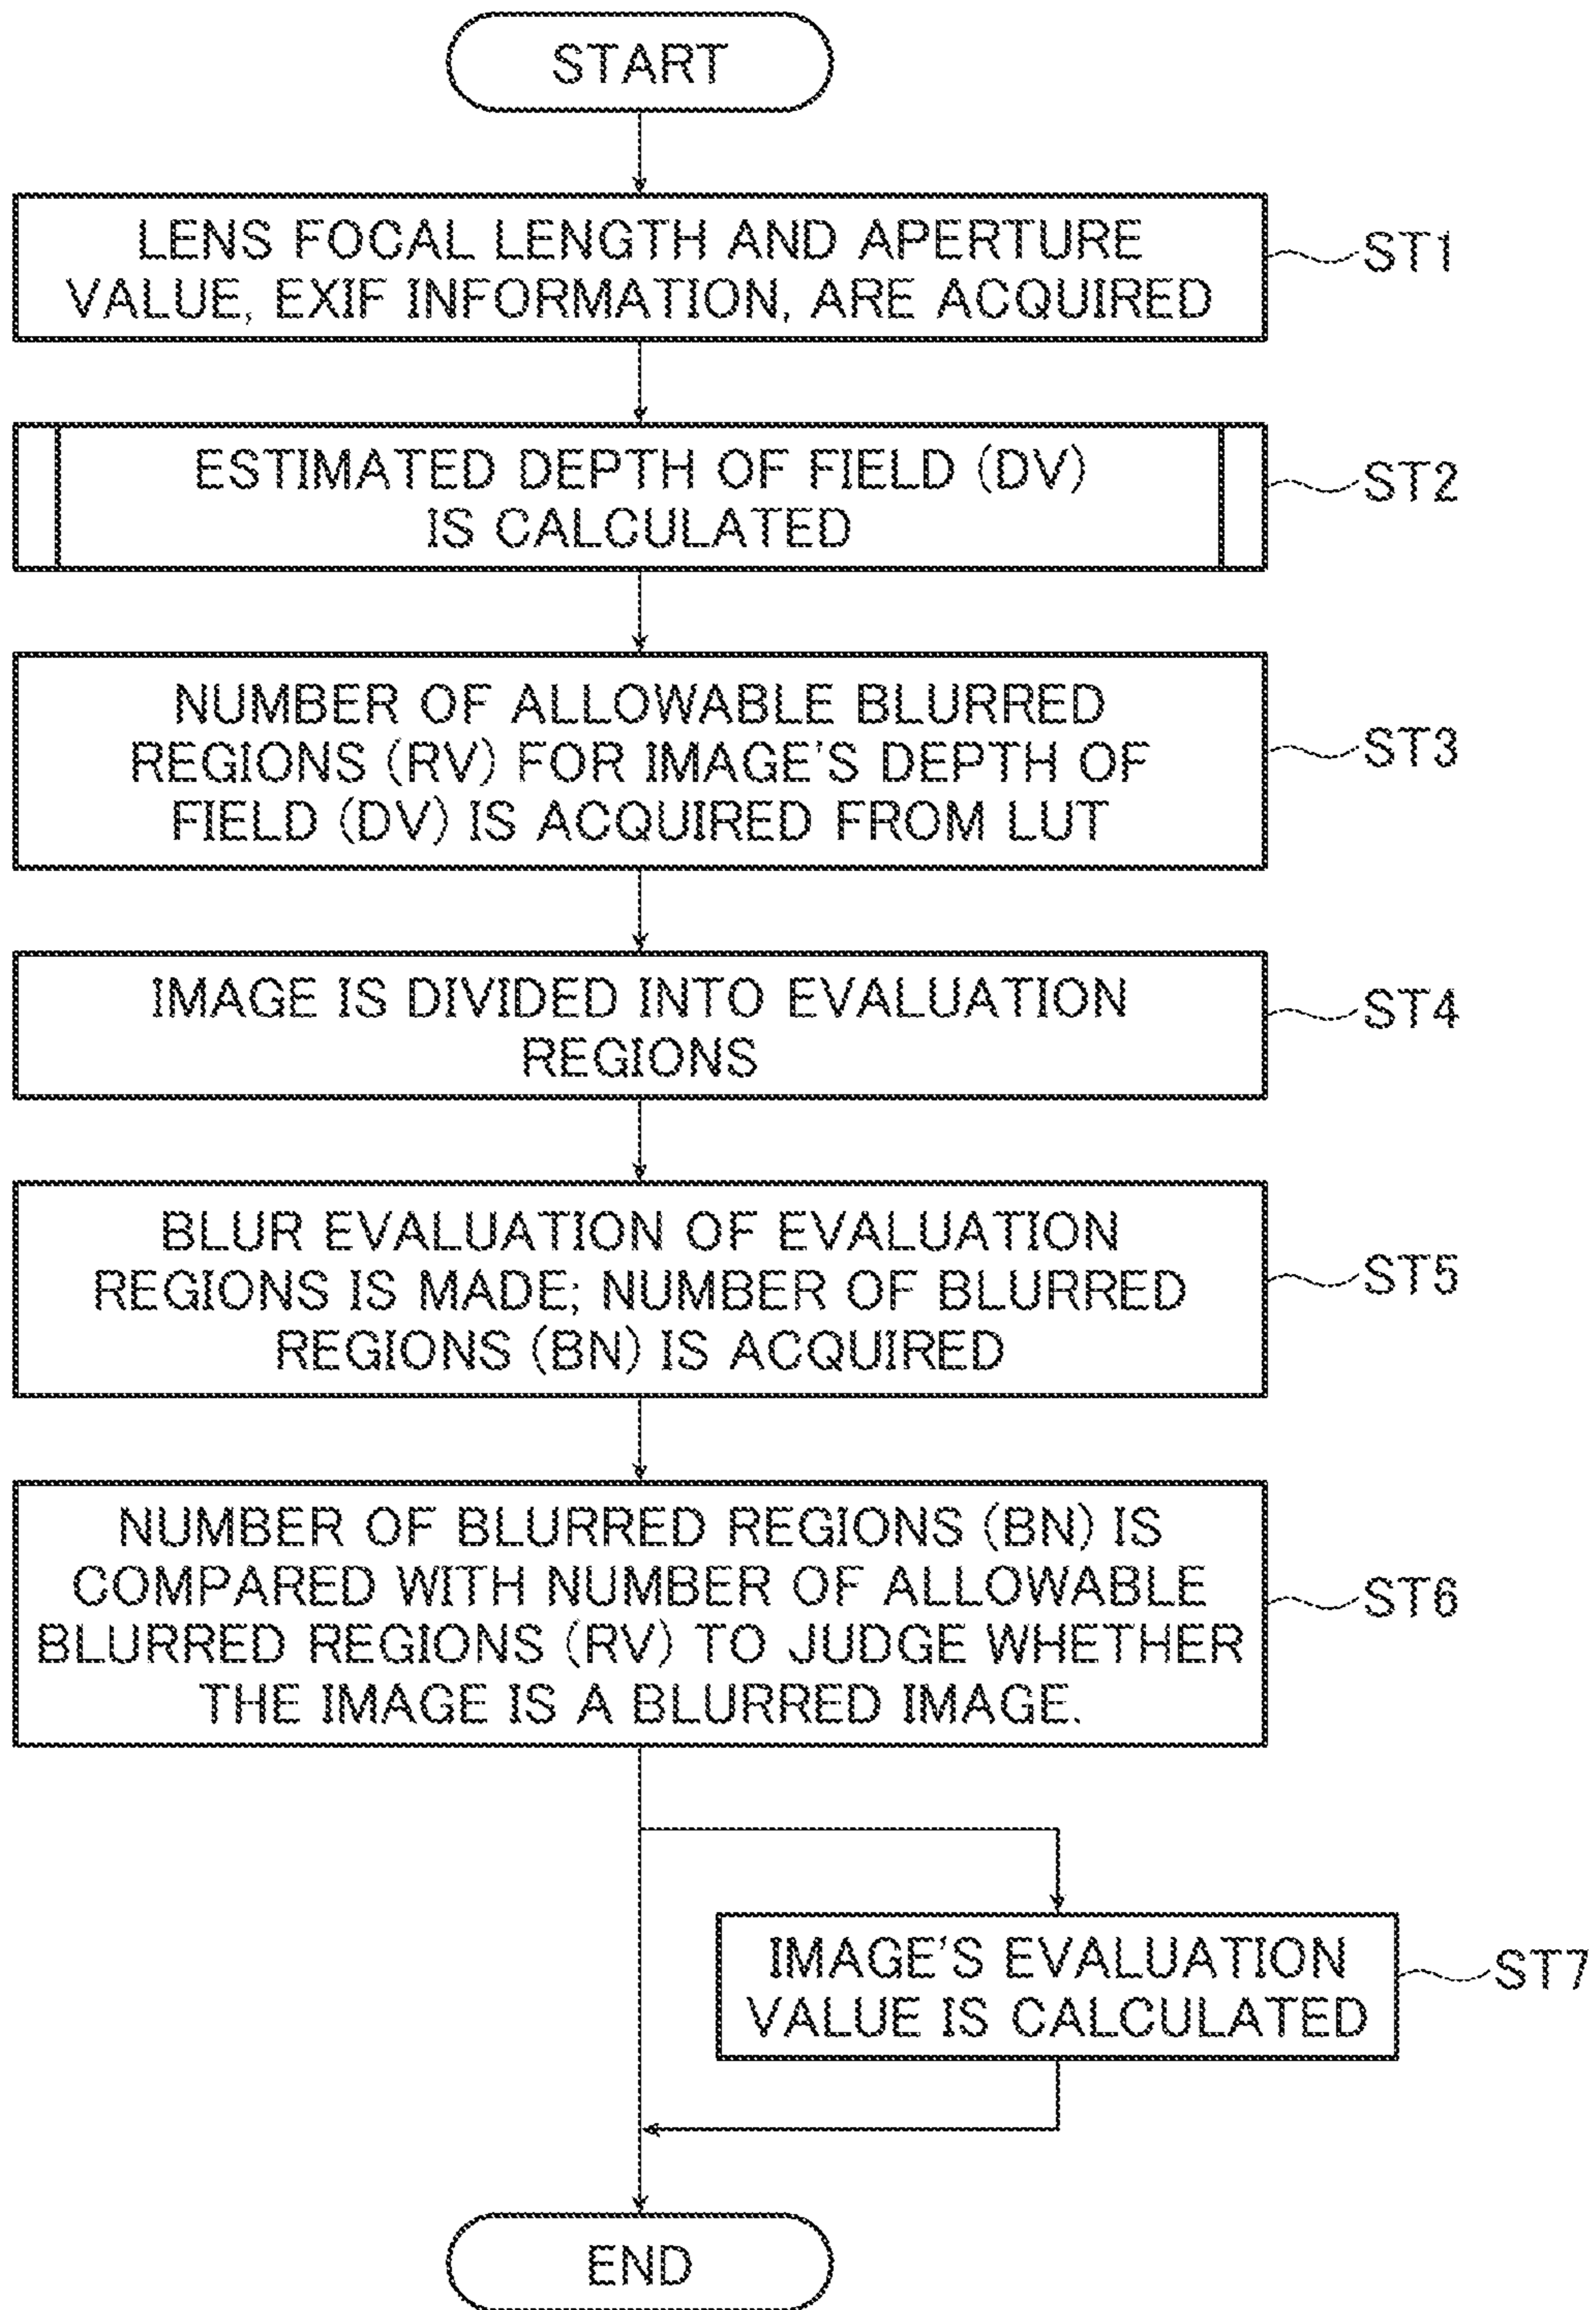 START
LENS FOCAL LENGTH AND APERTURE
VALUE, EXIF INFORMATION, ARE ACQUIRED
ST1
ESTIMATED DEPTH OF FIELD (DV)
IS CALCULATED
ST2
NUMBER OF ALLOWABLE BLURRED
REGIONS (RV) FOR IMAGE'S DEPTH OF
FIELD (DV) IS ACQUIRED FROM LUT
ST3
IMAGE IS DIVIDED INTO EVALUATION
REGIONS
ST4
BLUR EVALUATION OF EVALUATION
REGIONS IS MADE; NUMBER OF BLURRED
REGIONS (BN) IS ACQUIRED
ST5
NUMBER OF BLURRED REGIONS (BN) IS
COMPARED WITH NUMBER OF ALLOWABLE
BLURRED REGIONS (RV) TO JUDGE WHETHER
THE IMAGE IS A BLURRED IMAGE.
ST6
IMAGE'S EVALUATION
VALUE IS CALCULATED
ST7
END